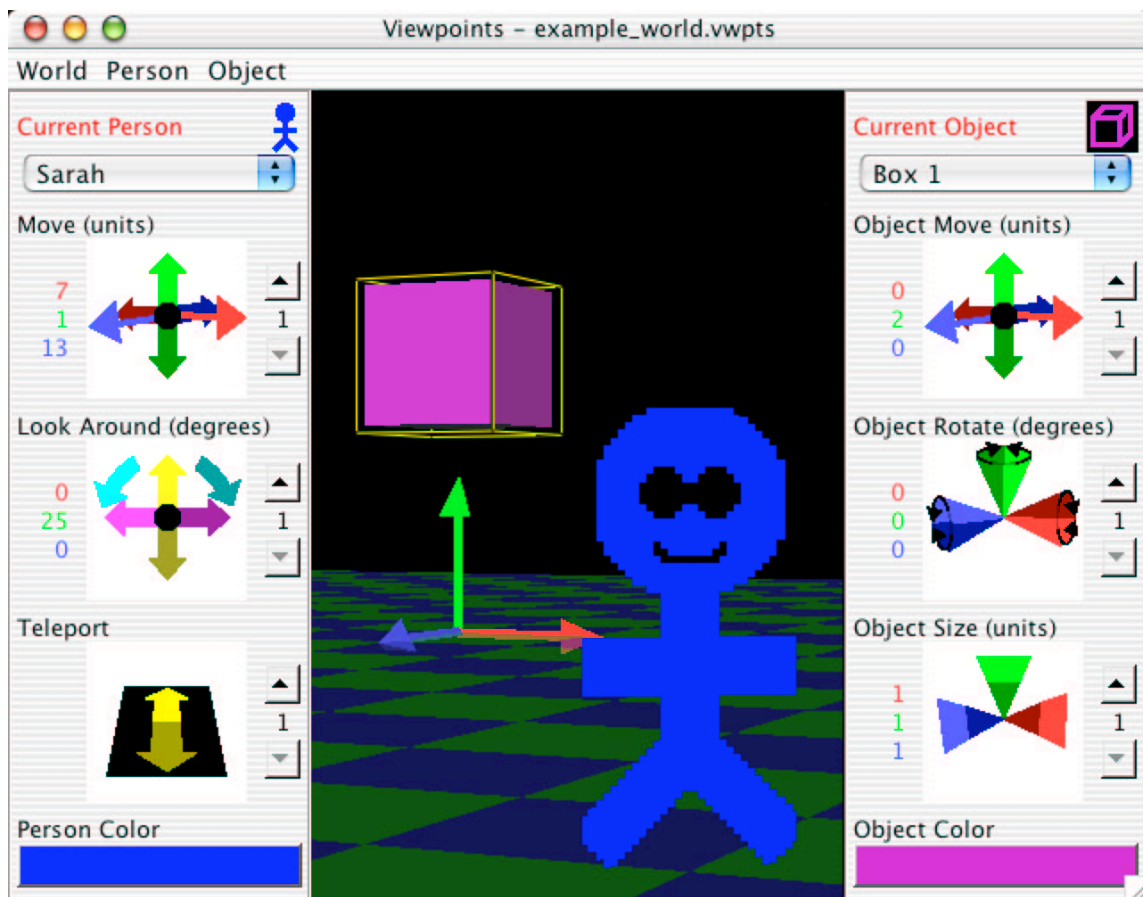 Viewpoints – example_world.vwpts
World Person Object
Current Person
Sarah
Move (units)
7
1
13
1
Look Around (degrees)
0
25
0
1
Teleport
1
Person Color
Current Object
Box 1
Object Move (units)
0
2
0
1
Object Rotate (degrees)
0
0
0
1
Object Size (units)
1
1
1
1
Object Color